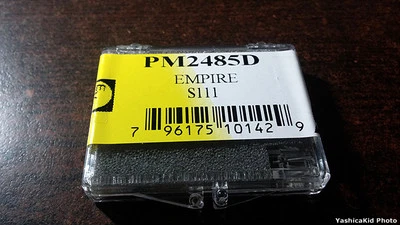 PM2485D
EMPIRE
S111
7 96175 10142 9
YashicaKid Photo